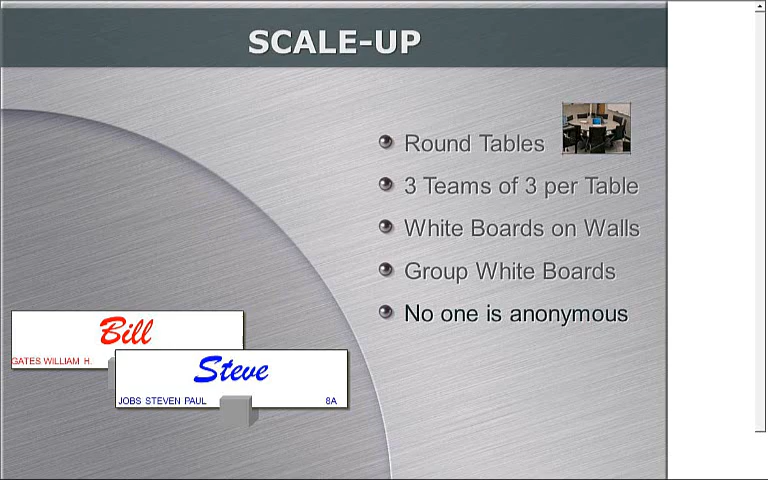 SCALE-UP
Round Tables
3 Teams of 3 per Table
White Boards on Walls
Group White Boards
No one is anonymous
Bill
GATES WILLIAM H.
Steve
JOBS STEVEN PAUL 8A